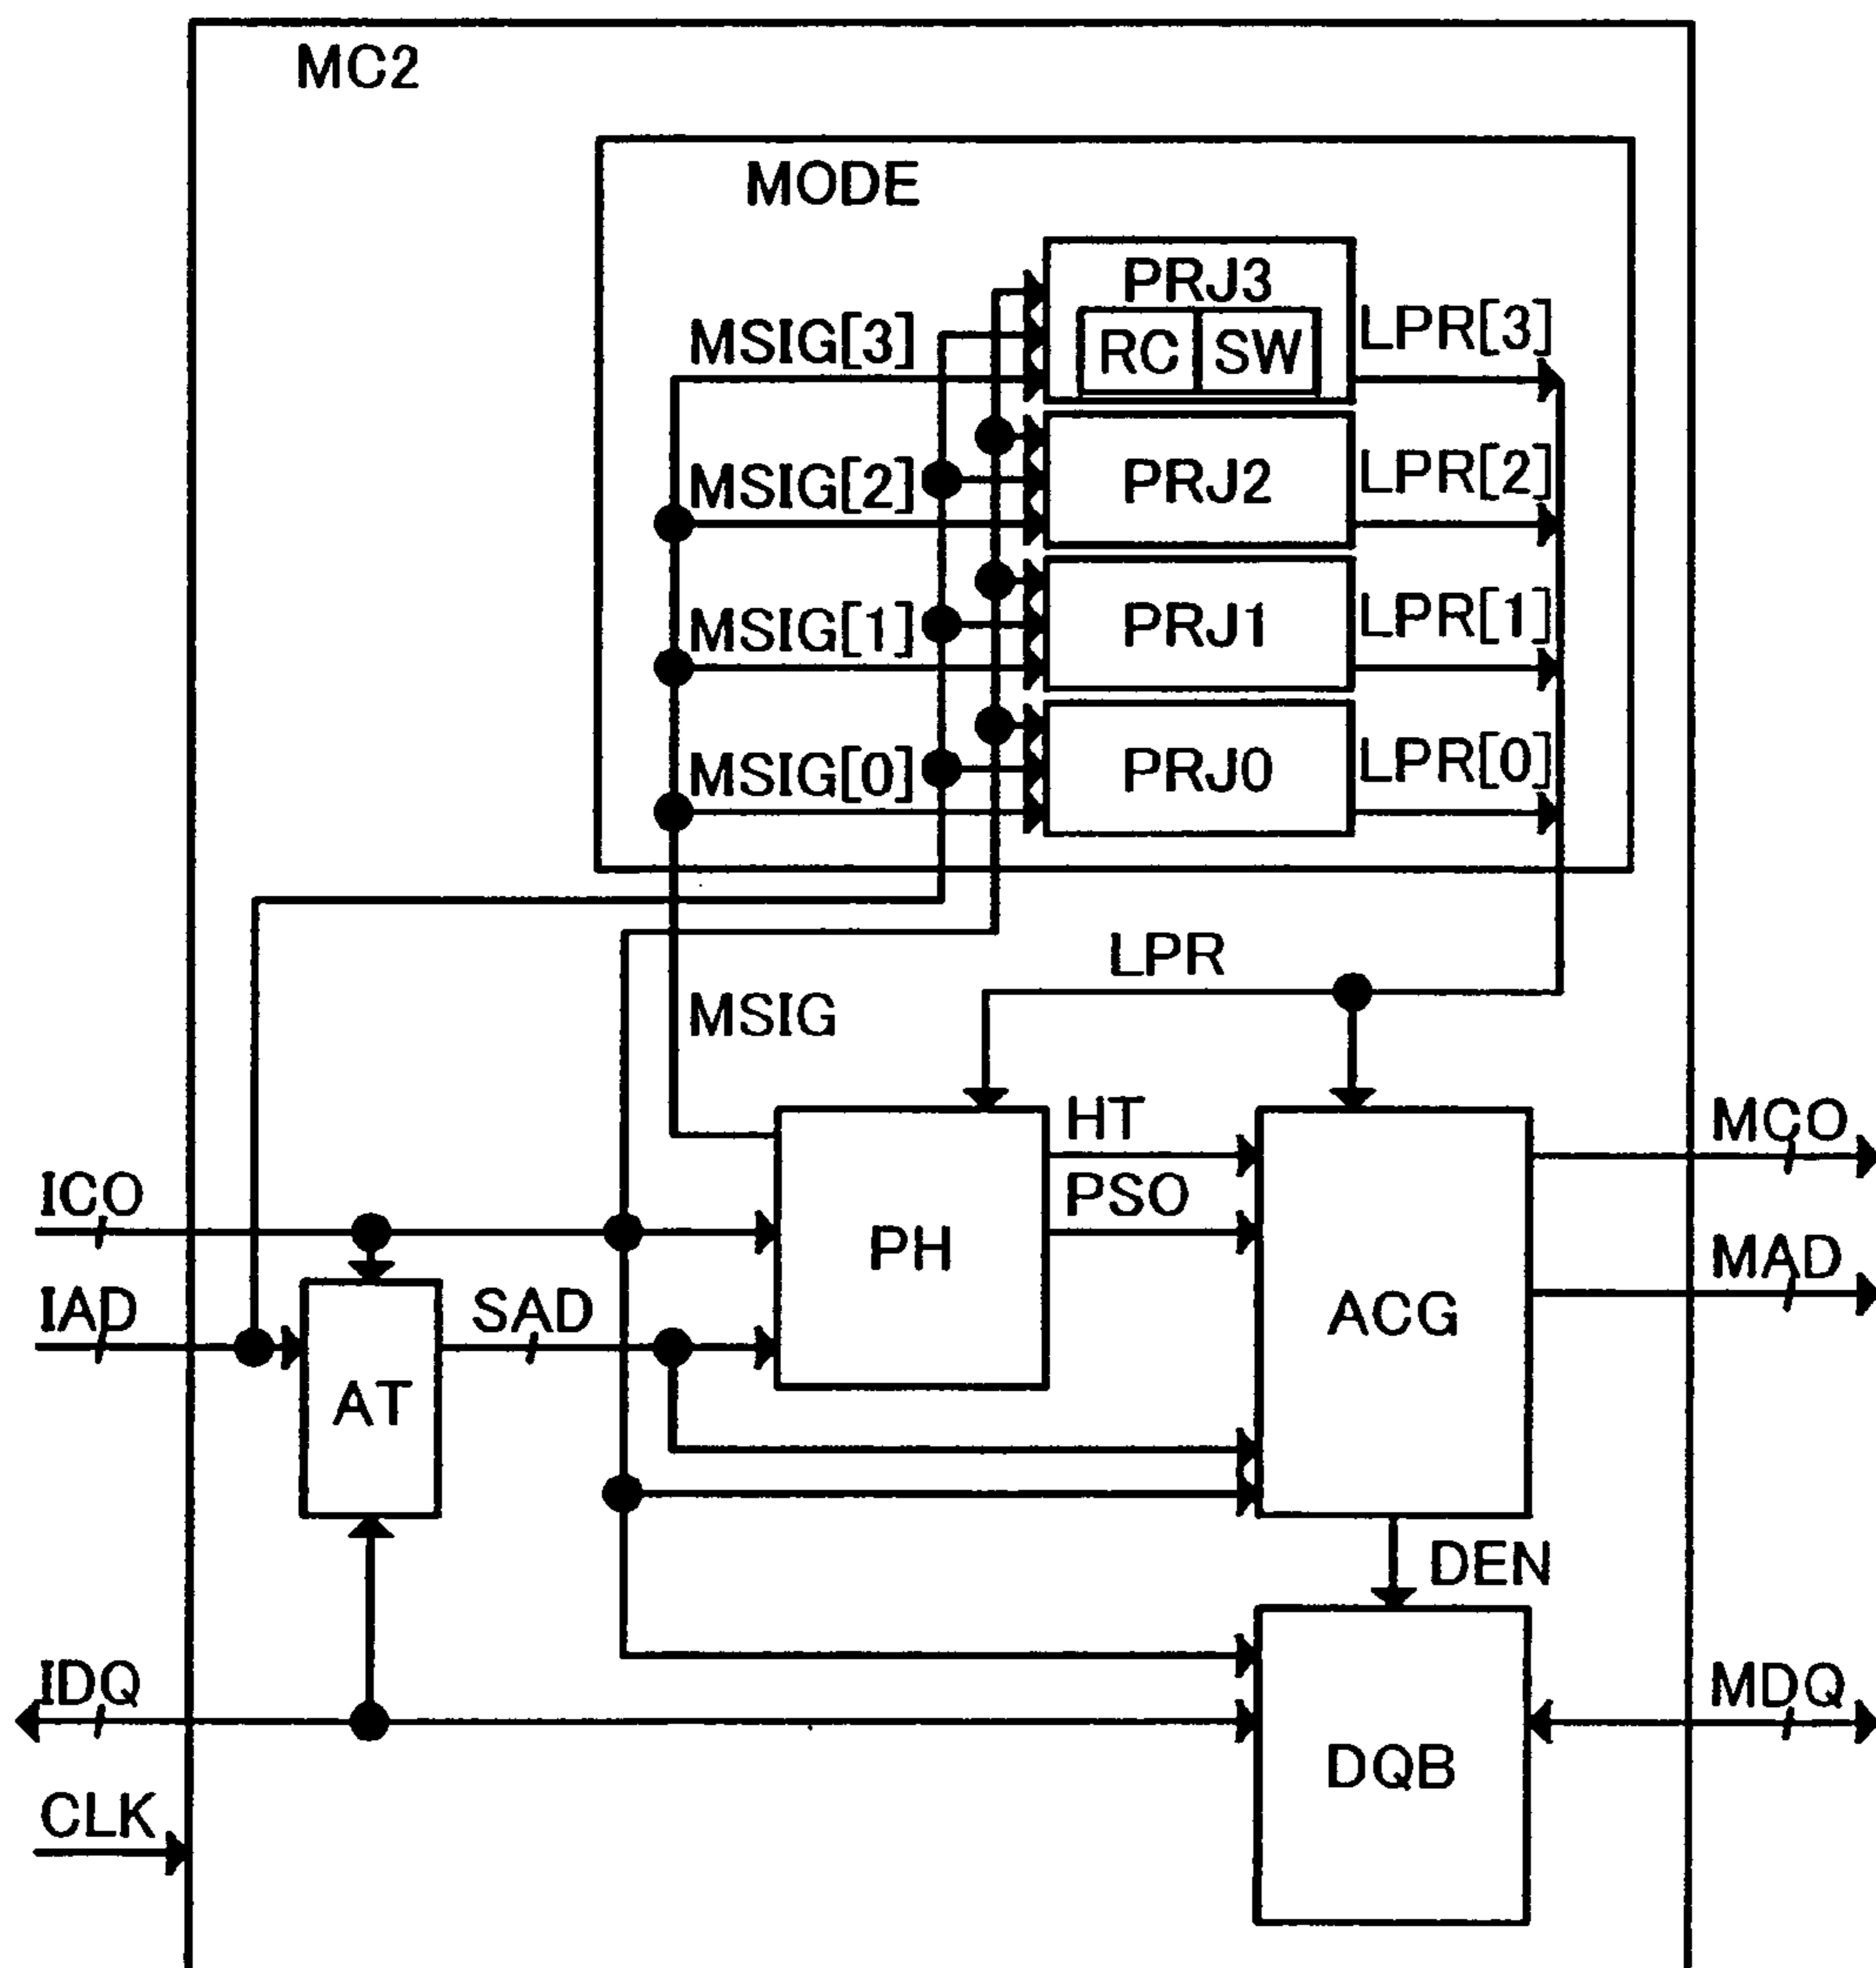 MC2
MODE
PRJ3
MSIG[3]
RC SW
LPR[3]
MSIG[2]
PRJ2
LPR[2]
MSIG[1]
PRJ1
LPR[1]
MSIG[0]
PRJ0
LPR[0]
LPR
MSIG
HT
MCO
ICO
PSO
PH
MAD
IAD
SAD
ACG
AT
DEN
IDQ
MDQ
DQB
CLK